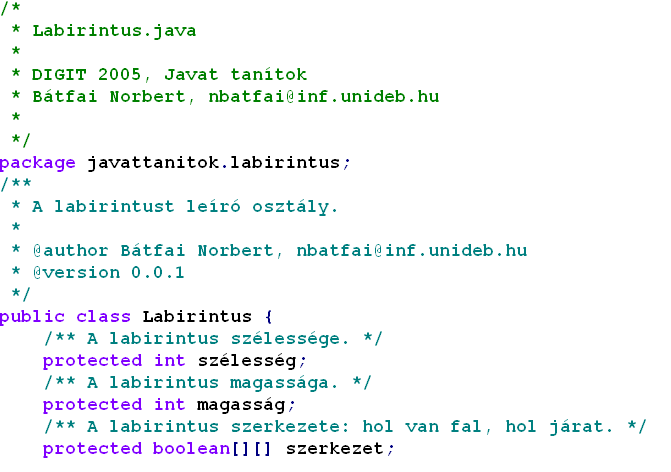 /*
 * Labirintus.java
 *
 * DIGIT 2005, Javat tanítok
 * Bátfai Norbert, nbatfai@inf.unideb.hu
 *
 */
package javattanitok.labirintus;
/**
 * A labirintust leíró osztály.
 *
 * @author Bátfai Norbert, nbatfai@inf.unideb.hu
 * @version 0.0.1
 */
public class Labirintus {
    /** A labirintus szélessége. */
    protected int szélesség;
    /** A labirintus magassága. */
    protected int magasság;
    /** A labirintus szerkezete: hol van fal, hol járat. */
    protected boolean[][] szerkezet;